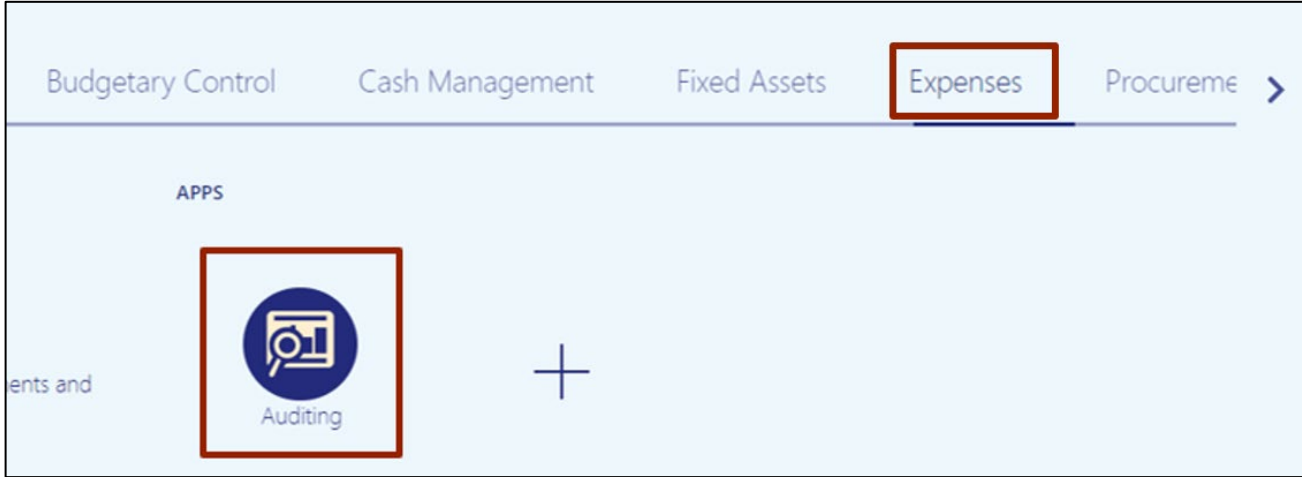 Budgetary Control Cash Management Fixed Assets Expenses Procureme
APPS
ents and
Auditing